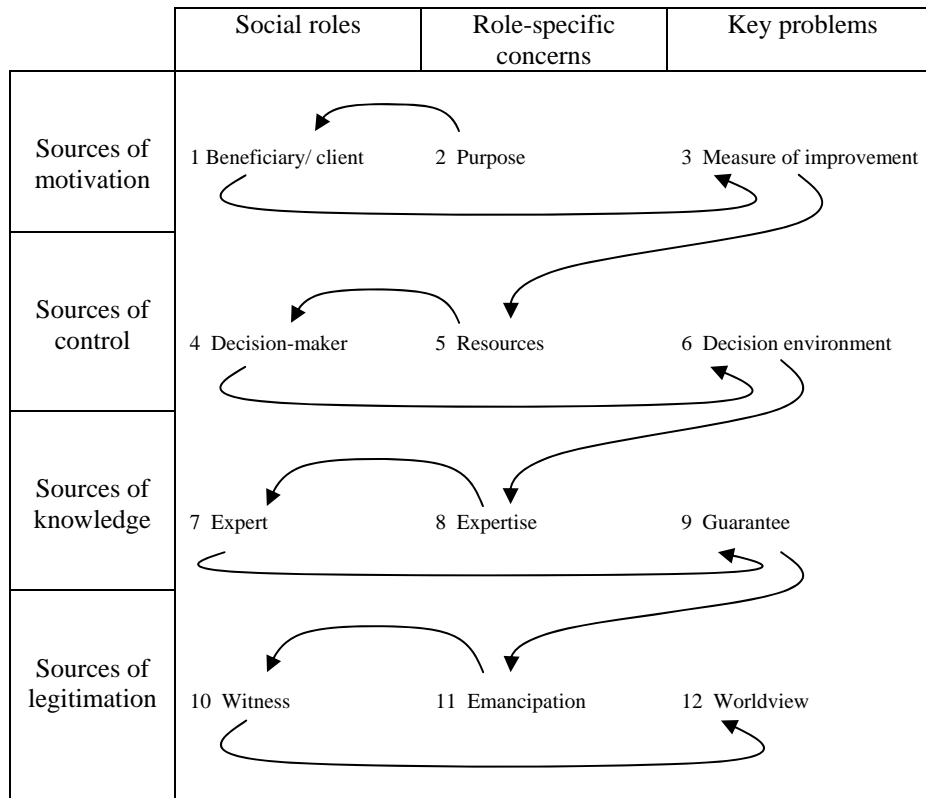 Social roles
Role-specific
concerns
Key problems
Sources of
motivation
1 Beneficiary/ client
2 Purpose
3 Measure of improvement
Sources of
control
4 Decision-maker
5 Resources
6 Decision environment
Sources of
knowledge
7 Expert
8 Expertise
9 Guarantee
Sources of
legitimation
10 Witness
11 Emancipation
12 Worldview